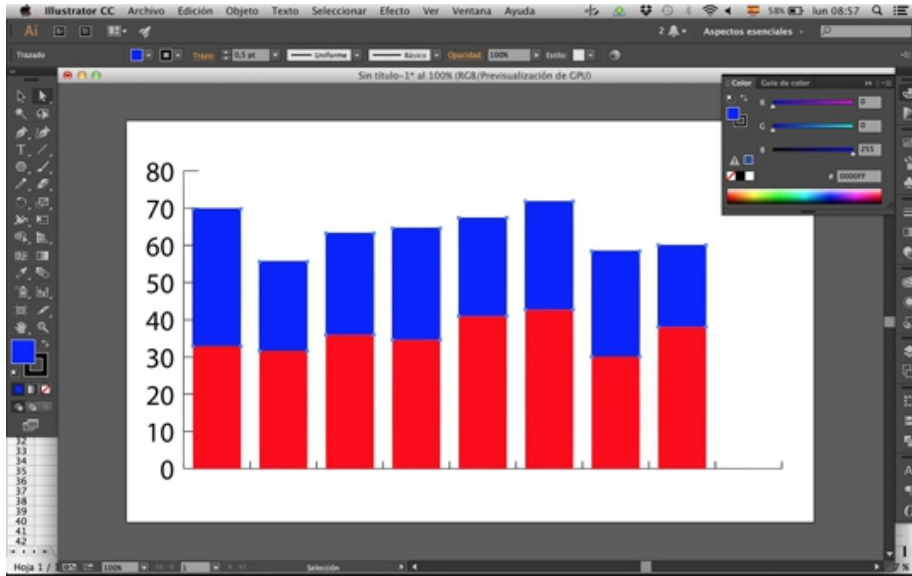 Illustrator CC Archivo Edición Objeto Texto Seleccionar Efecto Ver Ventana Ayuda 58% lun 08:57
Ai 2 Aspectos esenciales
Trazado Trazo: 0,5 pt Uniforme Básico Opacidad: 100% Estilo:
Sin título-1* al 100% (RGB/Previsualización de GPU)
Color Guía de color
R 0
G 0
B 255
# 0000FF
80
70
60
50
40
30
20
10
0
32
33
34
35
36
37
38
39
40
41
42
Hoja 1 / 100% 1 Selección